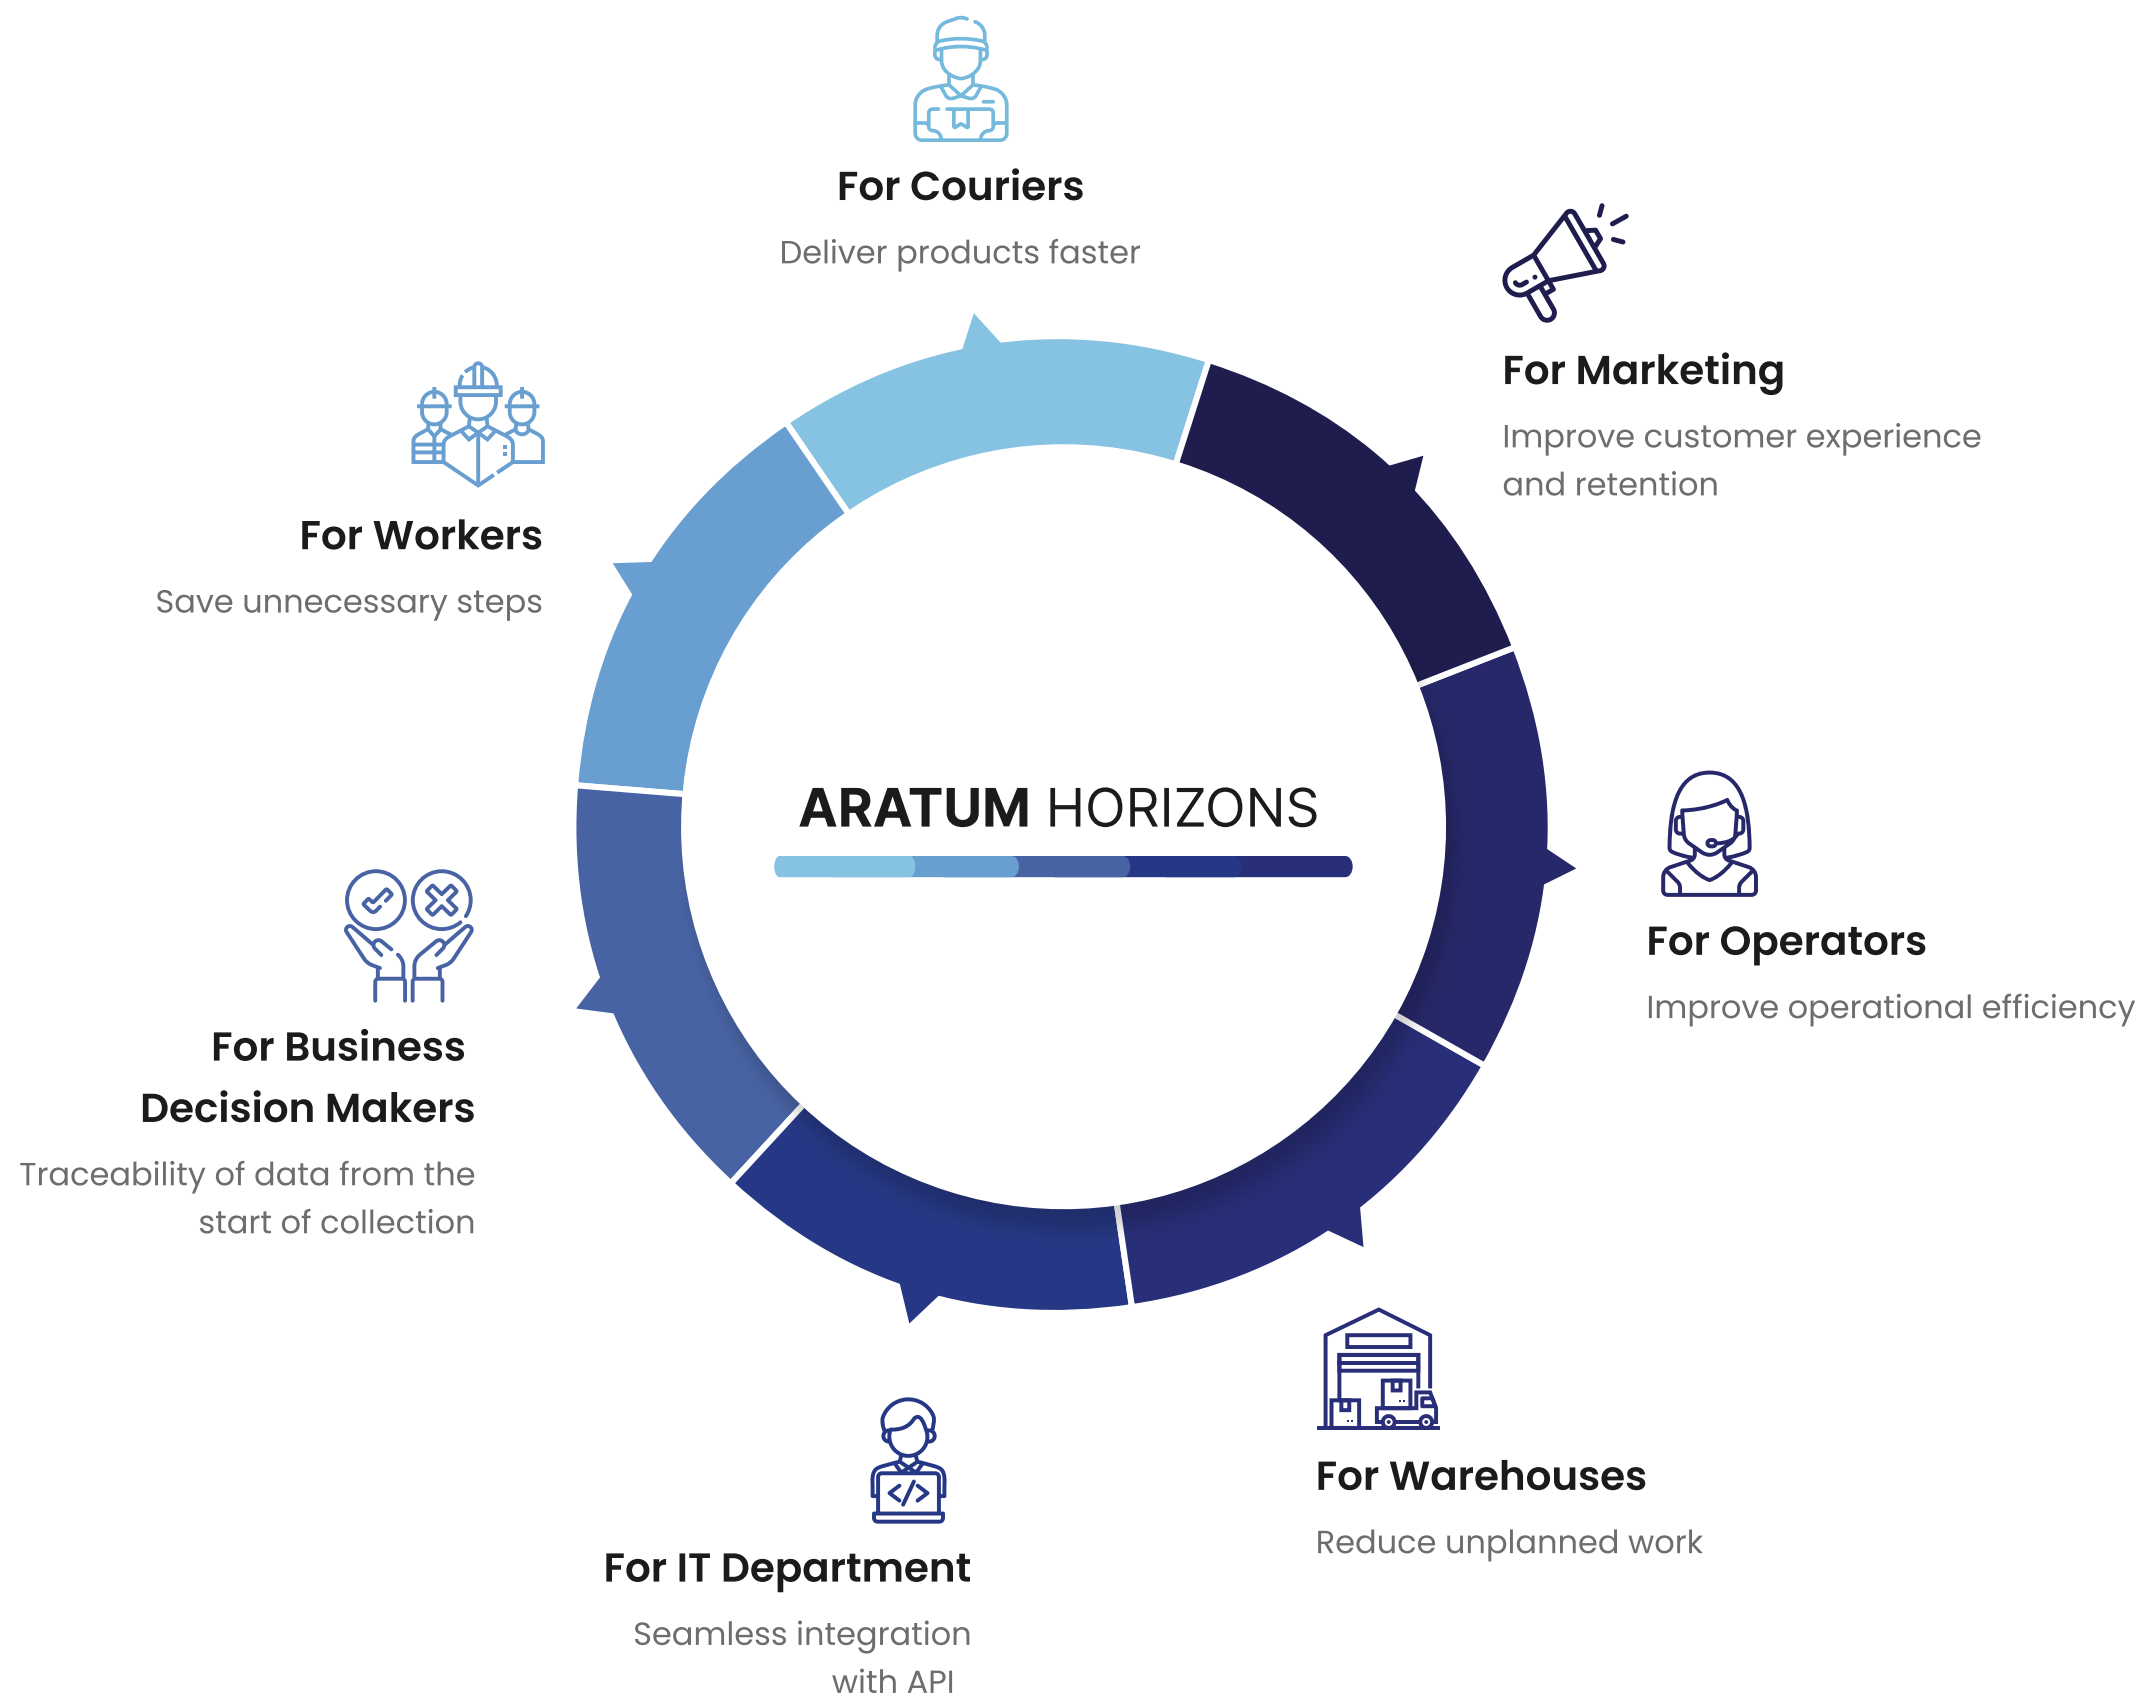 For Couriers
Deliver products faster
For Marketing
Improve customer experience
and retention
For Workers
Save unnecessary steps
ARATUM HORIZONS
For Operators
Improve operational efficiency
For Business
Decision Makers
Traceability of data from the
start of collection
For Warehouses
Reduce unplanned work
</>
For IT Department
Seamless integration
with API